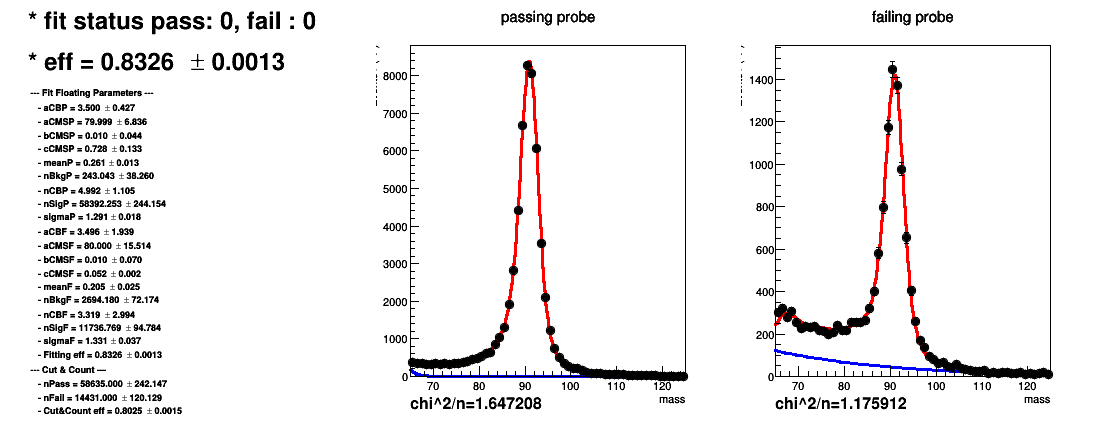 * fit status pass: 0, fail : 0
* eff = 0.8326 ± 0.0013
--- Fit Floating Parameters ---
- aCBP = 3.500 ± 0.427
- aCMSP = 79.999 ± 6.836
- bCMSP = 0.010 ± 0.044
- cCMSP = 0.728 ± 0.133
- meanP = 0.261 ± 0.013
- nBkgP = 243.043 ± 38.260
- nCBP = 4.992 ± 1.105
- nSigP = 58392.253 ± 244.154
- sigmaP = 1.291 ± 0.018
- aCBF = 3.496 ± 1.939
- aCMSF = 80.000 ± 15.514
- bCMSF = 0.010 ± 0.070
- cCMSF = 0.052 ± 0.002
- meanF = 0.205 ± 0.025
- nBkgF = 2694.180 ± 72.174
- nCBF = 3.319 ± 2.994
- nSigF = 11736.769 ± 94.784
- sigmaF = 1.331 ± 0.037
- Fitting eff = 0.8326 ± 0.0013
--- Cut & Count ---
- nPass = 58635.000 ± 242.147
- nFail = 14431.000 ± 120.129
- Cut&Count eff = 0.8025 ± 0.0015
passing probe
8000
7000
6000
5000
4000
3000
2000
1000
0
70 80 90 100 110 120
mass
chi^2/n=1.647208
failing probe
1400
1200
1000
800
600
400
200
0
70 80 90 100 110 120
mass
chi^2/n=1.175912